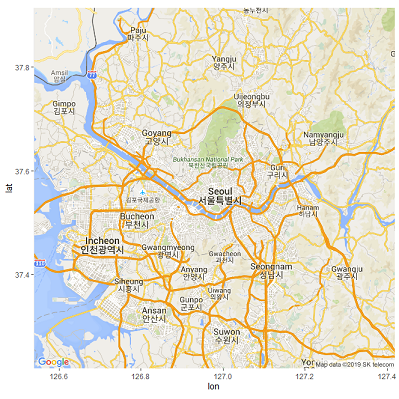 농두천시
Paju
파주시
37.8
Yangju
양주시
Amsil
암실
77
Uijeongbu
의정부시
Gimpo
김포시
Goyang
고양시
Namyangju
남양주시
Bukhansan National Park
북한산국립공원
37.6
Guri
구리시
Seoul
서울특별시
김포국제공항
Hanam
하남시
Bucheon
부천시
Incheon
인천광역시
Gwangmyeong
광명시
Gwacheon
과천시
Seongnam
성남시
Gwangju
광주시
Anyang
안양시
37.4
Siheung
시흥시
Uiwang
의왕시
Gunpo
군포시
Ansan
안산시
Suwon
수원시
Yon
Google
Map data ©2019 SK telecom
126.6
126.8
127.0
127.2
127.4
lon
lat